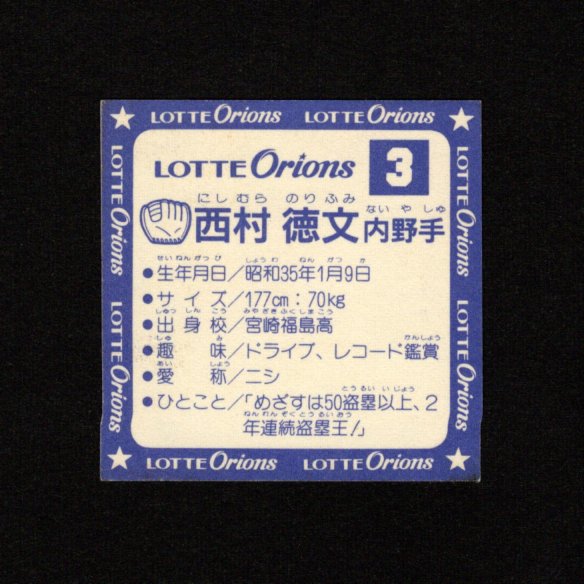 LOTTE Orions LOTTE Orions
LOTTE Orions
LOTTE Orions
LOTTE Orions
LOTTE Orions
LOTTE Orions 3
にしむら のりふみ ない や しゅ
西村 徳文 内野手
せいねんがっぴ しょうわ ねん がつ か
●生年月日/昭和35年1月9日
●サイズ/177cm:70kg
しゅっしんこう みやざきふくしまこう
●出身校/宮崎福島高
しゅ み かんしょう
●趣味/ドライブ、レコード鑑賞
あい しょう
●愛称/ニシ
とうるい いじょう
●ひとこと/「めざすは50盗塁以上、2
ねんれんぞくとうるいおう
年連続盗塁王!」
LOTTE Orions LOTTE Orions